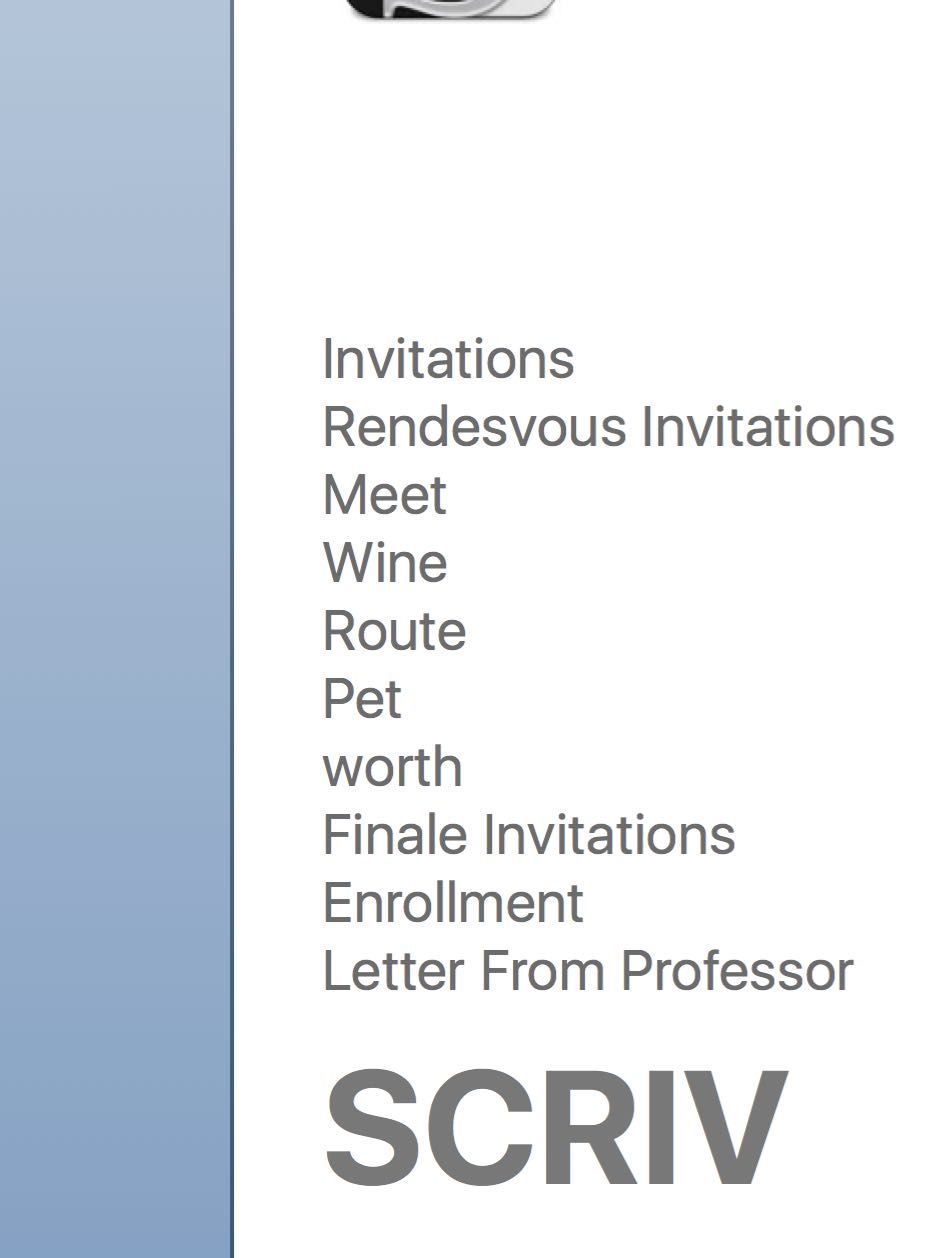 Invitations
Rendesvous Invitations
Meet
Wine
Route
Pet
worth
Finale Invitations
Enrollment
Letter From Professor
SCRIV